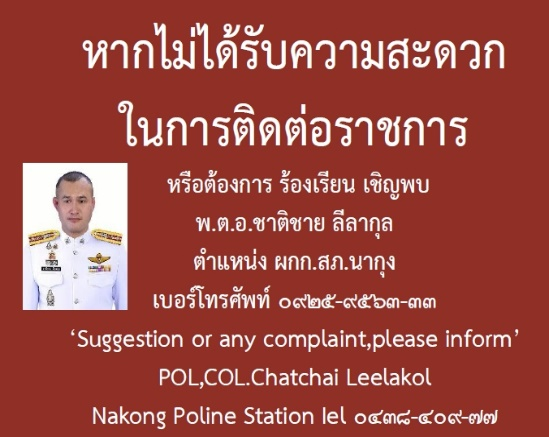 หากไม่ได้รับความสะดวก
ในการติดต่อราชการ
หรือต้องการ ร้องเรียน เชิญพบ
พ.ต.อ.ชาติชาย ลีลากุล
ตำแหน่ง ผกก.สภ.นากุง
เบอร์โทรศัพท์ ๐๙๒๕-๙๕๖๓-๓๓
‘Suggestion or any complaint,please inform’
POL,COL.Chatchai Leelakol
Nakong Poline Station Iel ๐๔๓๘-๔๐๙-๗๗